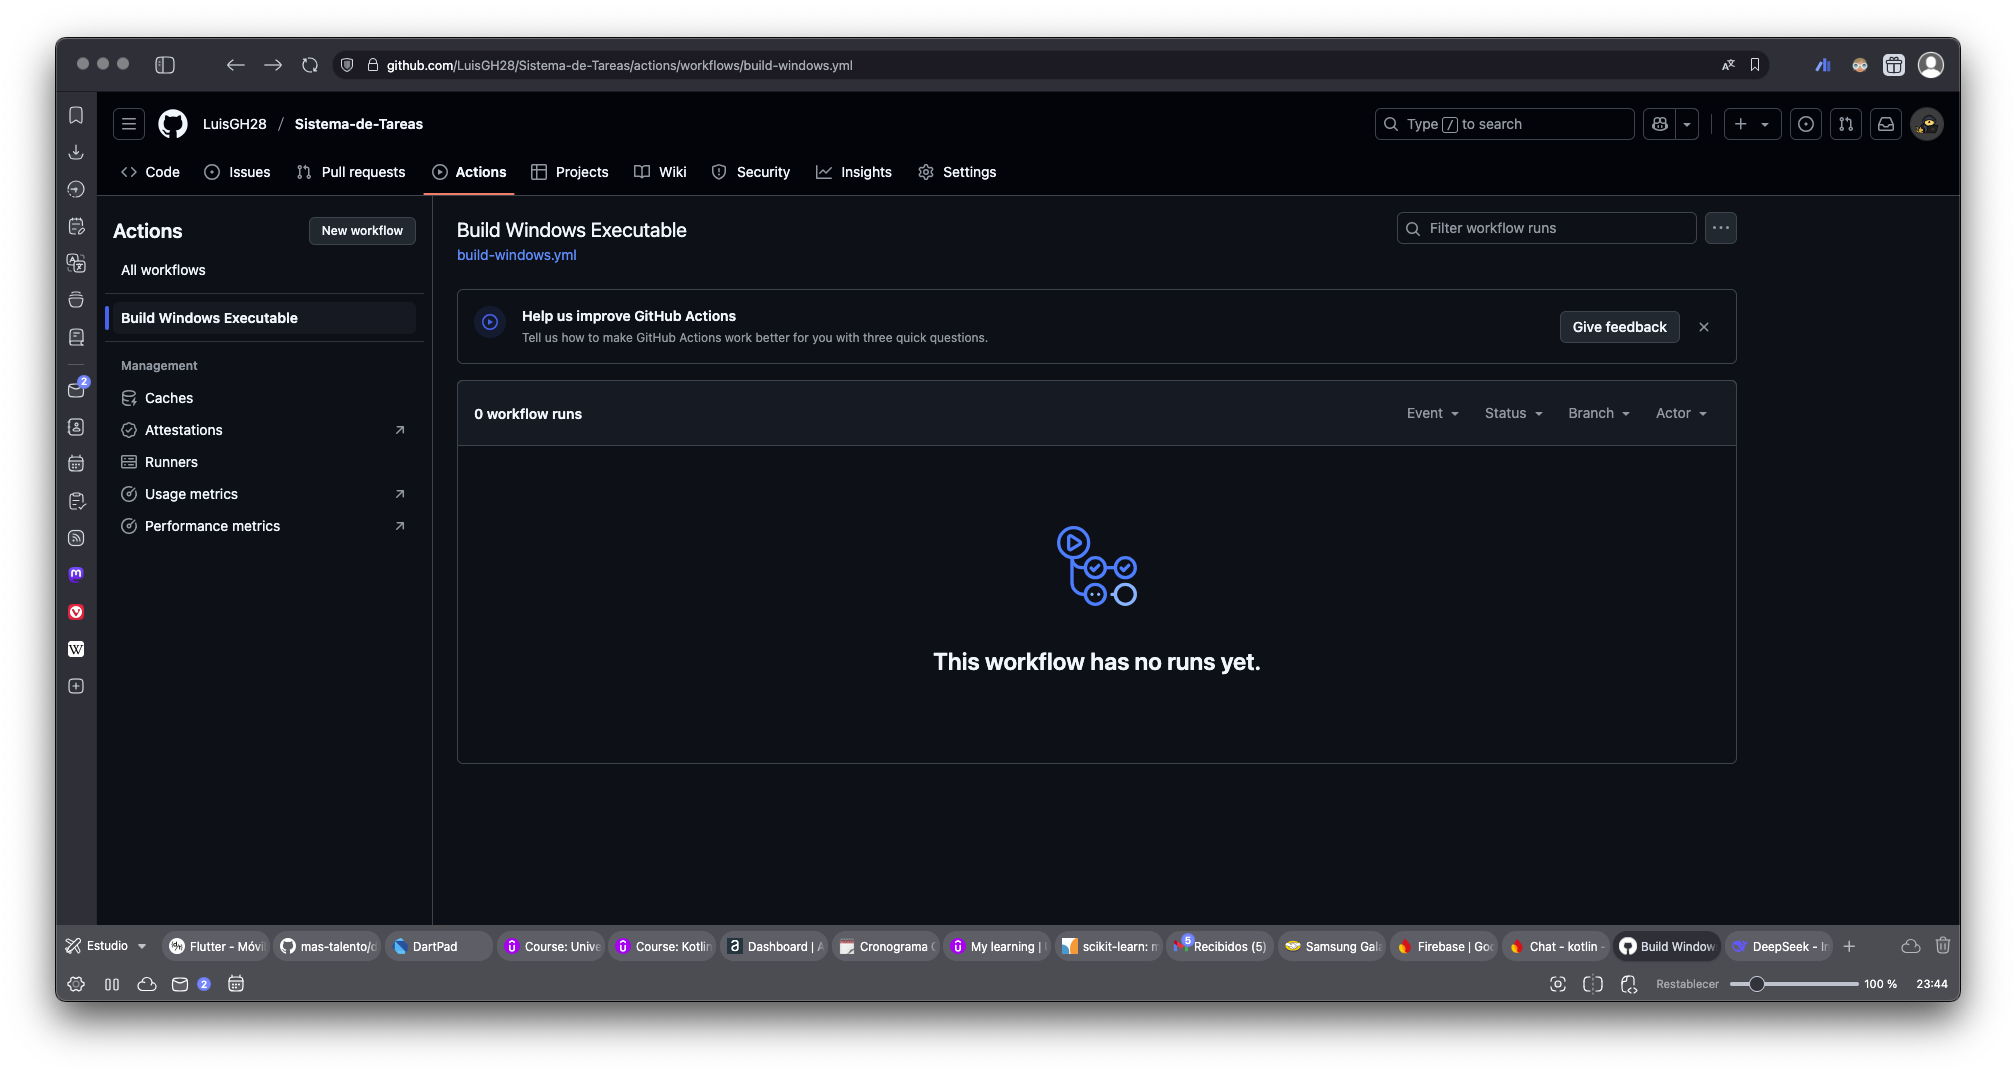 github.com/LuisGH28/Sistema-de-Tareas/actions/workflows/build-windows.yml
LuisGH28 / Sistema-de-Tareas
Type / to search
Code
Issues
Pull requests
Actions
Projects
Wiki
Security
Insights
Settings
Actions
New workflow
All workflows
Build Windows Executable
Management
Caches
Attestations
Runners
Usage metrics
Performance metrics
Build Windows Executable
build-windows.yml
Filter workflow runs
Help us improve GitHub Actions
Tell us how to make GitHub Actions work better for you with three quick questions.
Give feedback
0 workflow runs
Event
Status
Branch
Actor
This workflow has no runs yet.
2
Estudio
Flutter - Móvi
mas-talento/d
DartPad
Course: Unive
Course: Kotlin
Dashboard | A
Cronograma
My learning |
scikit-learn: m
5
Recibidos (5)
Samsung Gala
Firebase | Goo
Chat - kotlin -
Build Window
DeepSeek - In
2
Restablecer
100 %
23:44